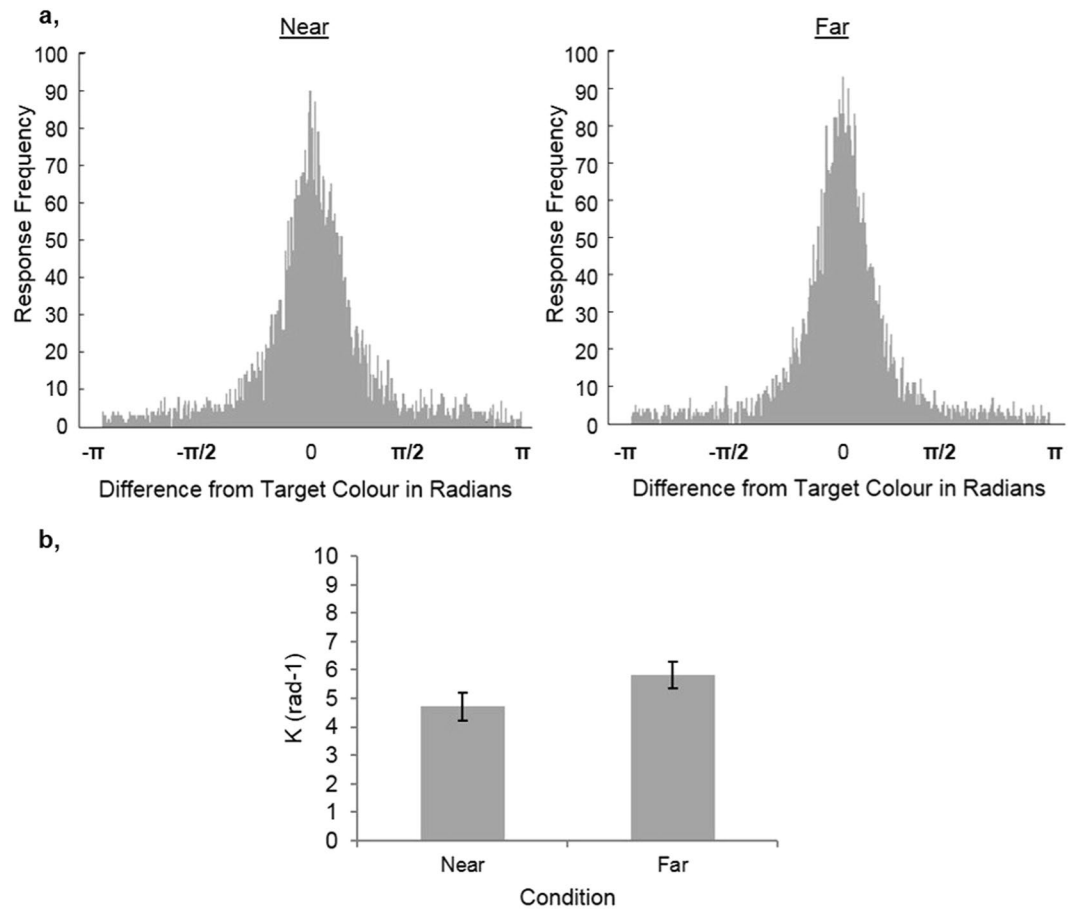 a,
Near
100
90
80
70
60
50
40
30
20
10
0
Response Frequency
-π -π/2 0 π/2 π
Difference from Target Colour in Radians
Far
100
90
80
70
60
50
40
30
20
10
0
Response Frequency
-π -π/2 0 π/2 π
Difference from Target Colour in Radians
b,
10
9
8
7
6
5
4
3
2
1
0
K (rad-1)
Near Far
Condition